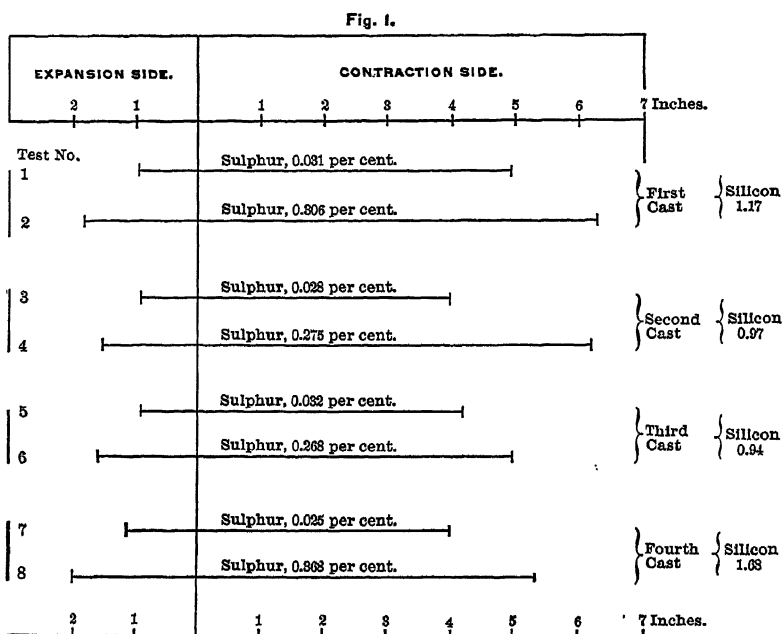 Fig. 1.
EXPANSION SIDE. CONTRACTION SIDE.
2 1 1 2 3 4 5 6 7 Inches.
Test No.
1 Sulphur, 0.031 per cent.
2 Sulphur, 0.306 per cent.
First Cast Silicon 1.17
3 Sulphur, 0.028 per cent.
4 Sulphur, 0.275 per cent.
Second Cast Silicon 0.97
5 Sulphur, 0.032 per cent.
6 Sulphur, 0.268 per cent.
Third Cast Silicon 0.94
7 Sulphur, 0.025 per cent.
8 Sulphur, 0.368 per cent.
Fourth Cast Silicon 1.68
2 1 1 2 3 4 5 6 7 Inches.